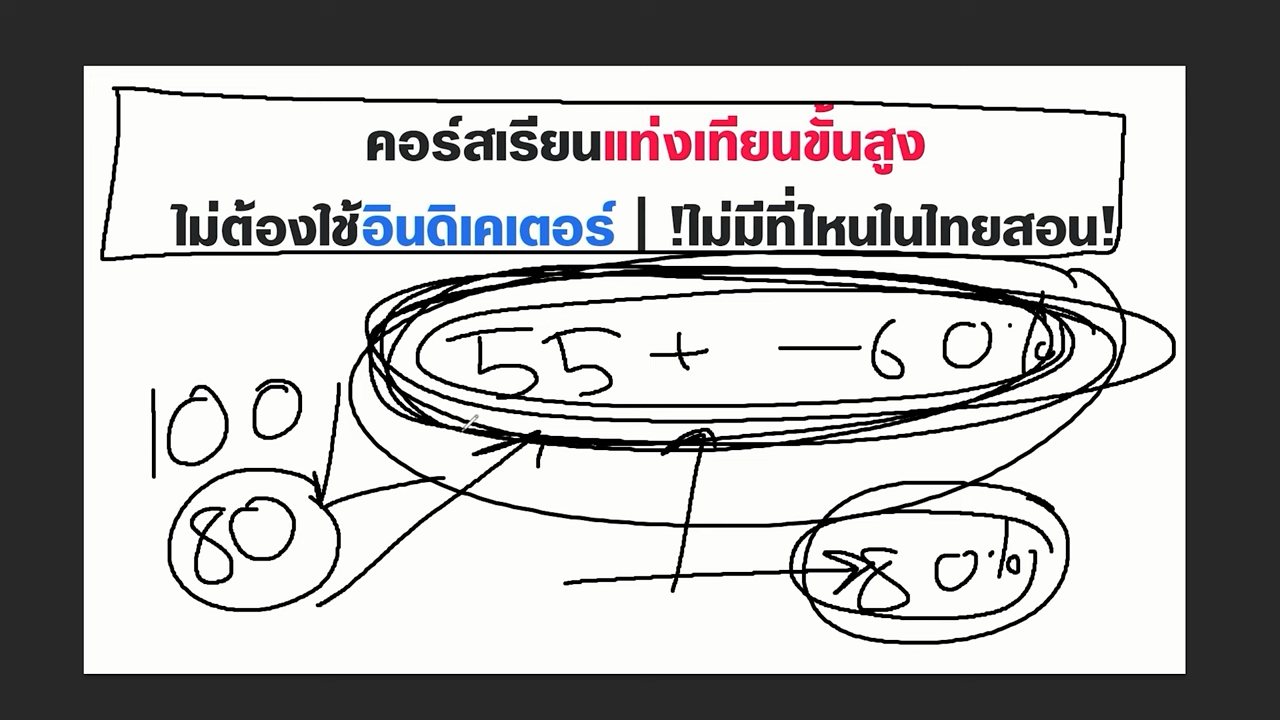 คอร์สเรียนแท่งเทียนขั้นสูง
ไม่ต้องใช้อินดิเคเตอร์ | !ไม่มีที่ไหนในไทยสอน!
55 + — 60%
100
80
80%